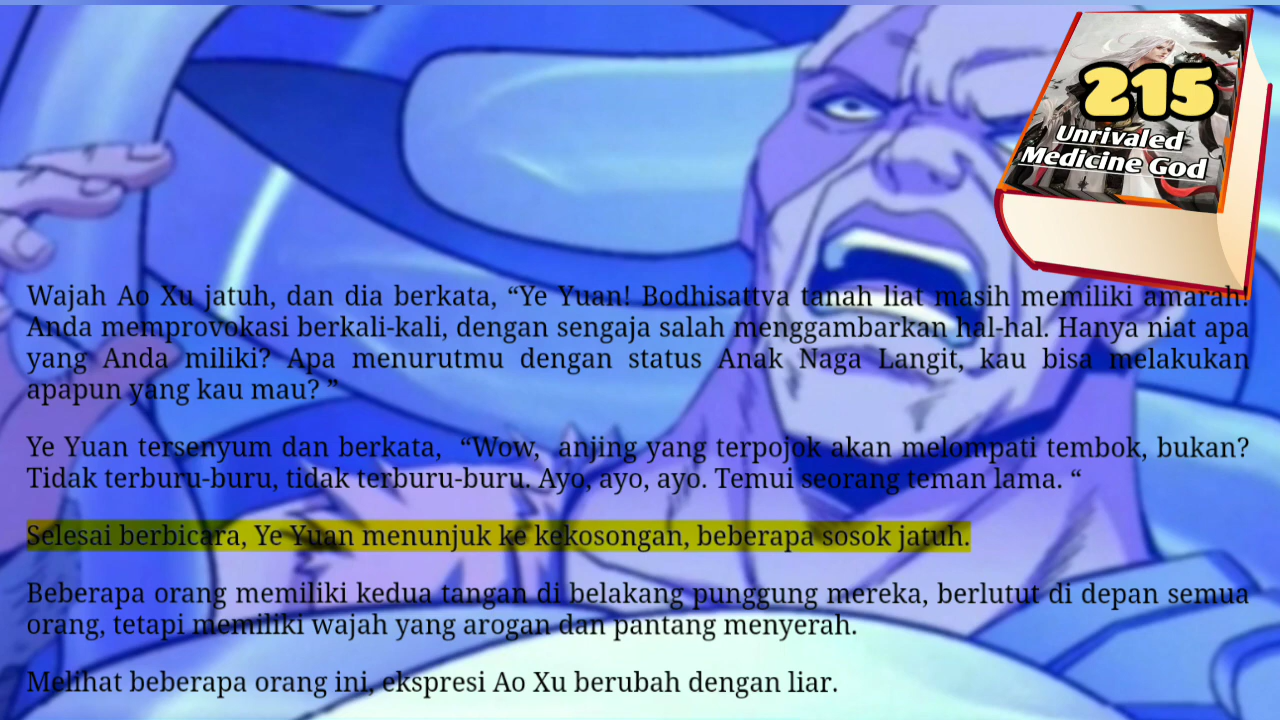 215
Unrivaled
Medicine God
Wajah Ao Xu jatuh, dan dia berkata, “Ye Yuan! Bodhisattva tanah liat masih memiliki amarah!
Anda memprovokasi berkali-kali, dengan sengaja salah menggambarkan hal-hal. Hanya niat apa
yang Anda miliki? Apa menurutmu dengan status Anak Naga Langit, kau bisa melakukan
apapun yang kau mau? ”
Ye Yuan tersenyum dan berkata, “Wow, anjing yang terpojok akan melompati tembok, bukan?
Tidak terburu-buru, tidak terburu-buru. Ayo, ayo, ayo. Temui seorang teman lama. “
Selesai berbicara, Ye Yuan menunjuk ke kekosongan, beberapa sosok jatuh.
Beberapa orang memiliki kedua tangan di belakang punggung mereka, berlutut di depan semua
orang, tetapi memiliki wajah yang arogan dan pantang menyerah.
Melihat beberapa orang ini, ekspresi Ao Xu berubah dengan liar.